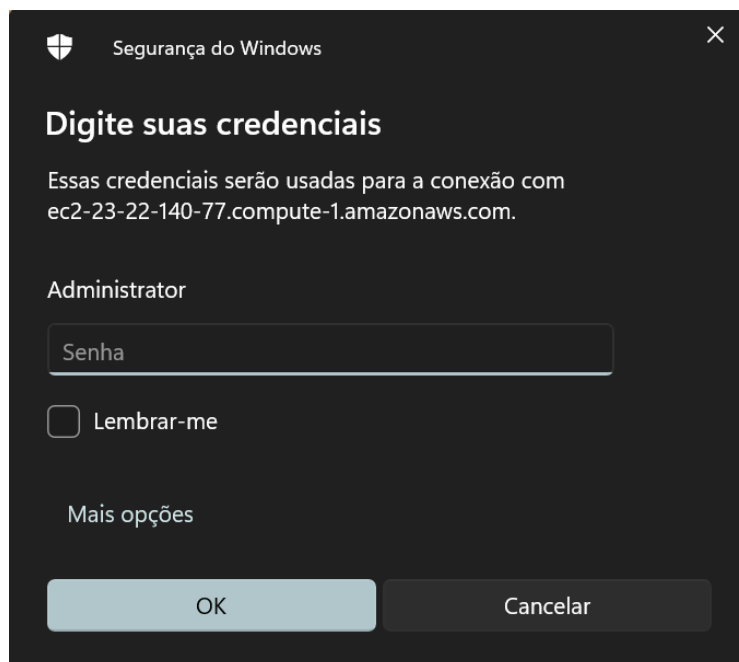 Segurança do Windows
Digite suas credenciais
Essas credenciais serão usadas para a conexão com
ec2-23-22-140-77.compute-1.amazonaws.com.
Administrator
Senha
Lembrar-me
Mais opções
OK
Cancelar